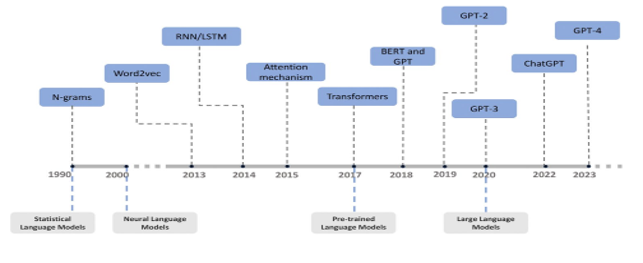 GPT-2
GPT-4
RNN/LSTM
BERT and
GPT
ChatGPT
Word2vec
Attention
mechanism
N-grams
Transformers
GPT-3
1990
2000
2013
2014
2015
2017
2018
2019
2020
2022
2023
Statistical
Language Models
Neural Language
Models
Pre-trained
Language Models
Large Language
Models